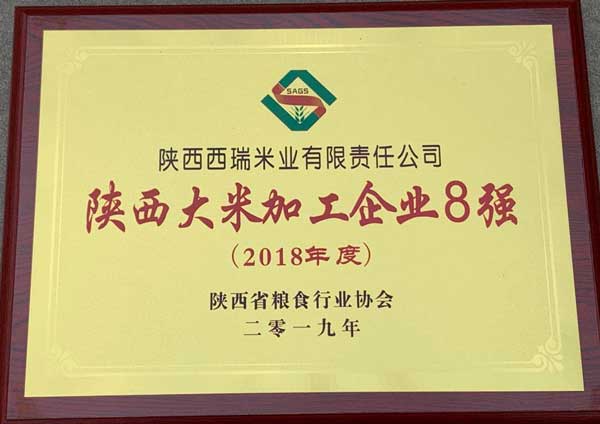 SAGS
陕西西瑞米业有限责任公司
陕西大米加工企业8强
(2018年度)
陕西省粮食行业协会
二零一九年